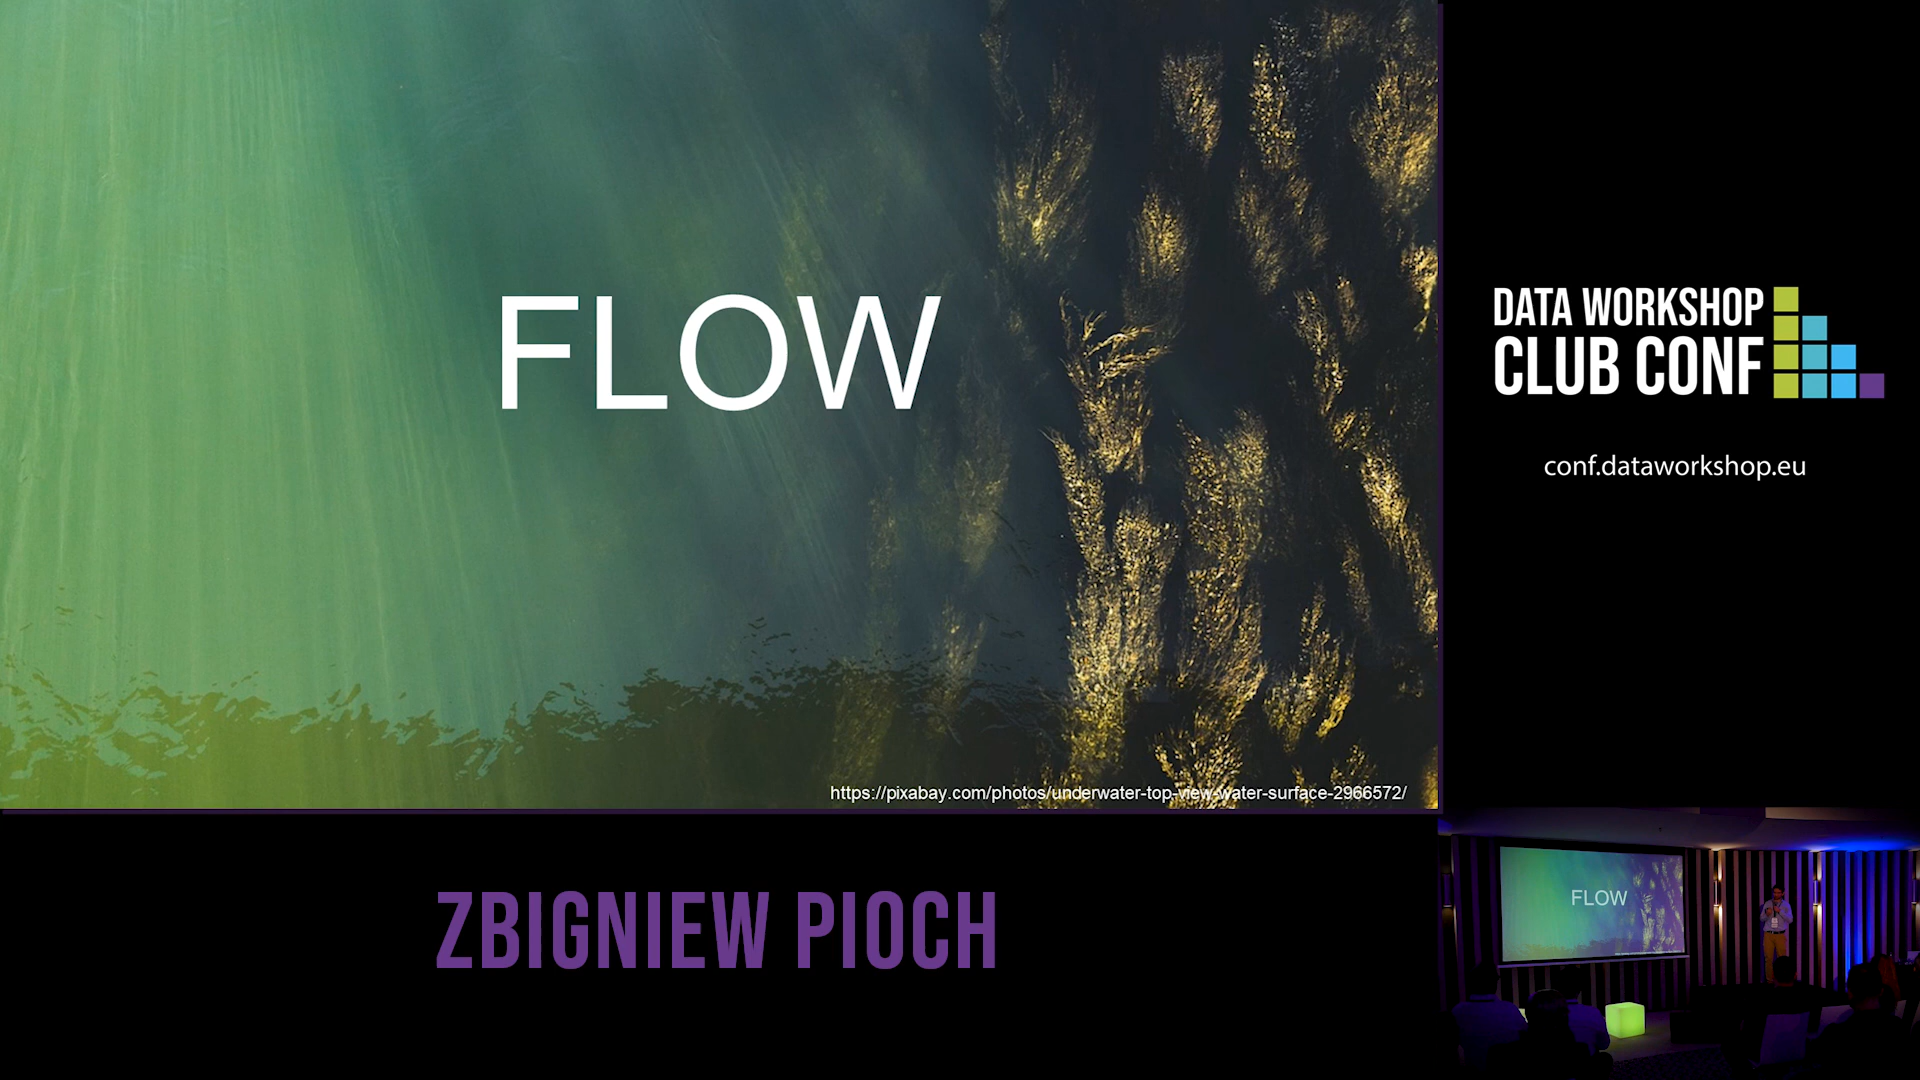 FLOW
https://pixabay.com/photos/underwater-top-view-water-surface-2966572/
DATA WORKSHOP
CLUB CONF
conf.dataworkshop.eu
ZBIGNIEW PIOCH
FLOW